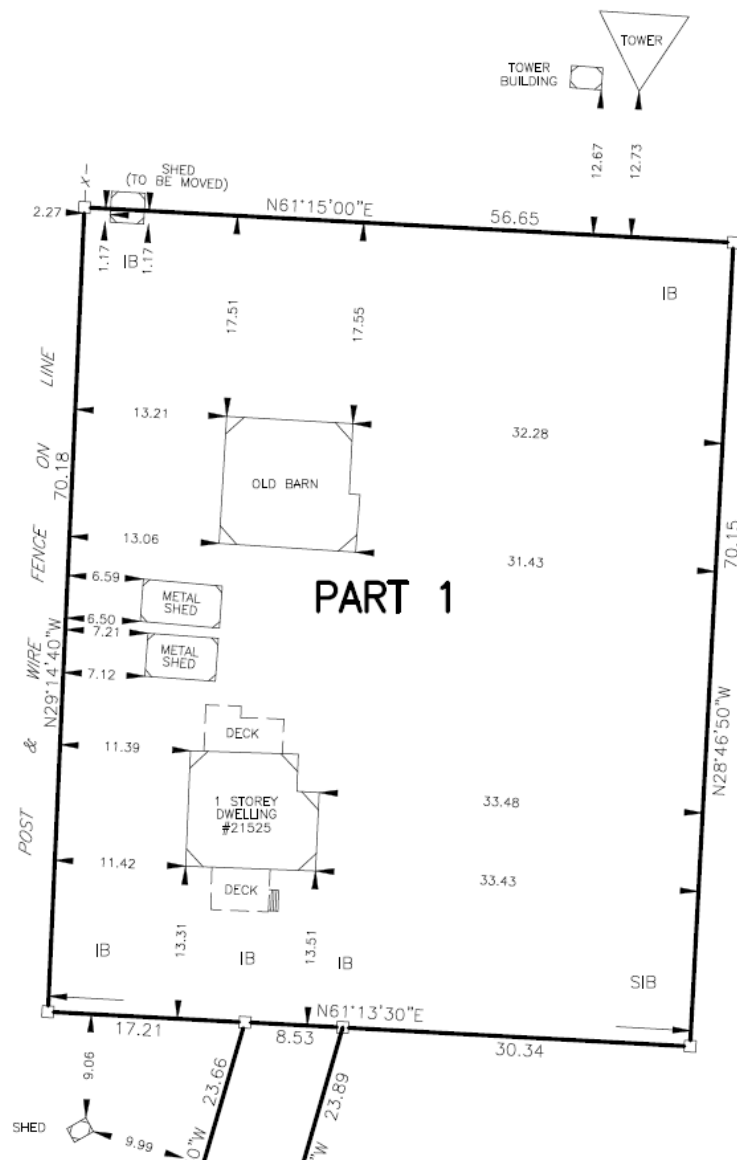 TOWER
TOWER
BUILDING
12.67
12.73
SHED
(TO BE MOVED)
-x-
2.27
N61°15'00"E
56.65
1.17
1.17
IB
IB
17.51
17.55
POST & WIRE FENCE ON LINE
N29°14'40"W
70.18
13.21
32.28
OLD BARN
13.06
31.43
70.15
N28°46'50"W
PART 1
6.59
METAL
SHED
6.50
7.21
METAL
SHED
7.12
DECK
11.39
1 STOREY
DWELLING
#21525
33.48
11.42
33.43
DECK
13.31
13.51
IB
IB
IB
SIB
N61°13'30"E
17.21
8.53
30.34
9.06
23.66
23.89
SHED
9.99
0"W
"W